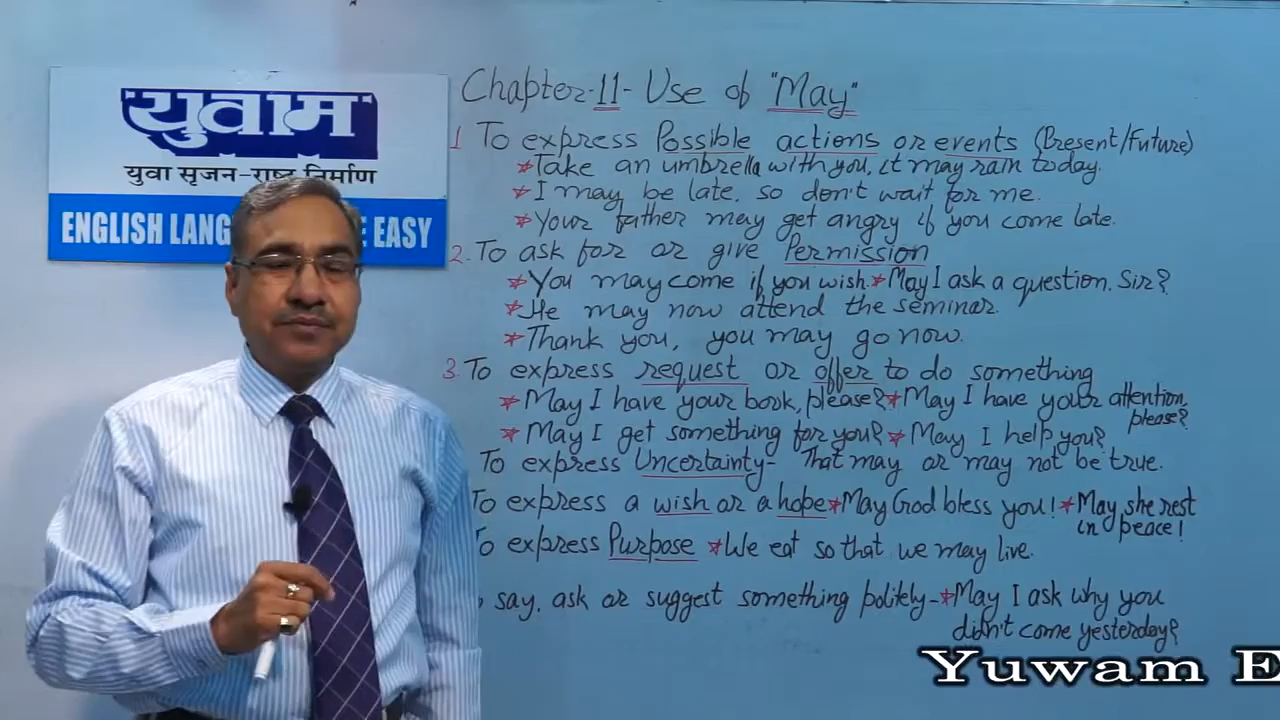 युवाम
युवा सृजन-राष्ट्र निर्माण
ENGLISH LANG E EASY
Chapter-11- Use of "May"
1 To express Possible actions or events (Present/Future)
*Take an umbrella with you, it may rain today.
*I may be late, so don't wait for me.
*Your father may get angry if you come late.
2. To ask for or give Permission
*You may come if you wish. *May I ask a question, Sir?
*He may now attend the seminar.
*Thank you, you may go now.
3. To express request or offer to do something
*May I have your book, please? *May I have your attention, please?
*May I get something for you? *May I help you?
To express Uncertainty- That may or may not be true.
To express a wish or a hope *May God bless you! *May she rest in peace!
To express Purpose *We eat so that we may live.
say, ask or suggest something politely-*May I ask why you
didn't come yesterday?
Yuwam E